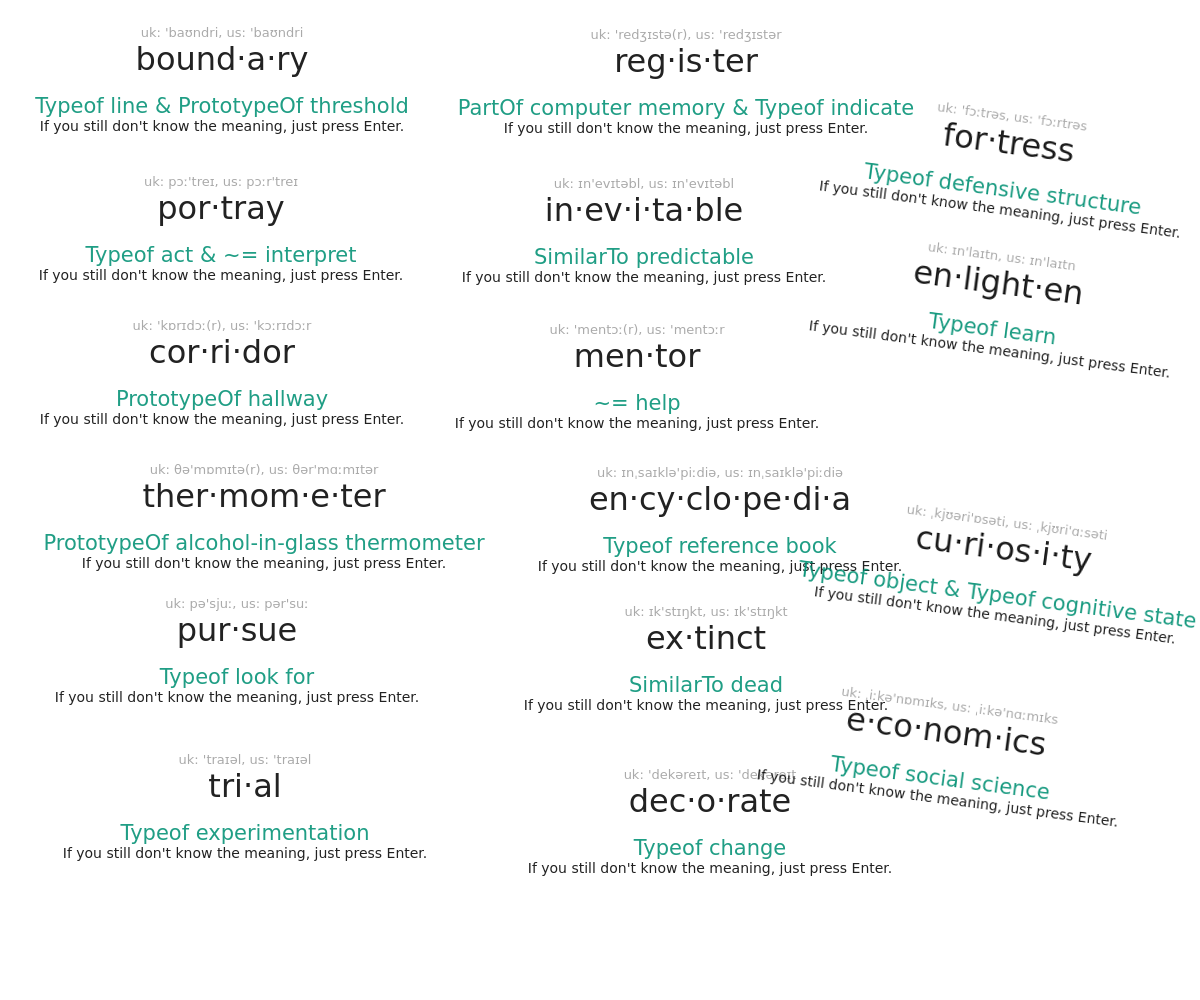 uk: ˈbaʊndri, us: ˈbaʊndri
bound·a·ry
Typeof line & PrototypeOf threshold
If you still don't know the meaning, just press Enter.
uk: pɔːˈtreɪ, us: pɔːrˈtreɪ
por·tray
Typeof act & ~= interpret
If you still don't know the meaning, just press Enter.
uk: ˈkɒrɪdɔː(r), us: ˈkɔːrɪdɔːr
cor·ri·dor
PrototypeOf hallway
If you still don't know the meaning, just press Enter.
uk: θəˈmɒmɪtə(r), us: θərˈmɑːmɪtər
ther·mom·e·ter
PrototypeOf alcohol-in-glass thermometer
If you still don't know the meaning, just press Enter.
uk: pəˈsjuː, us: pərˈsuː
pur·sue
Typeof look for
If you still don't know the meaning, just press Enter.
uk: ˈtraɪəl, us: ˈtraɪəl
tri·al
Typeof experimentation
If you still don't know the meaning, just press Enter.
uk: ˈredʒɪstə(r), us: ˈredʒɪstər
reg·is·ter
PartOf computer memory & Typeof indicate
If you still don't know the meaning, just press Enter.
uk: ɪnˈevɪtəbl, us: ɪnˈevɪtəbl
in·ev·i·ta·ble
SimilarTo predictable
If you still don't know the meaning, just press Enter.
uk: ˈmentɔː(r), us: ˈmentɔːr
men·tor
~= help
If you still don't know the meaning, just press Enter.
uk: ɪnˌsaɪkləˈpiːdiə, us: ɪnˌsaɪkləˈpiːdiə
en·cy·clo·pe·di·a
Typeof reference book
If you still don't know the meaning, just press Enter.
uk: ɪkˈstɪŋkt, us: ɪkˈstɪŋkt
ex·tinct
SimilarTo dead
If you still don't know the meaning, just press Enter.
uk: ˈdekəreɪt, us: ˈdekəreɪt
dec·o·rate
Typeof change
If you still don't know the meaning, just press Enter.
uk: ˈfɔːtrəs, us: ˈfɔːrtrəs
for·tress
Typeof defensive structure
If you still don't know the meaning, just press Enter.
uk: ɪnˈlaɪtn, us: ɪnˈlaɪtn
en·light·en
Typeof learn
If you still don't know the meaning, just press Enter.
uk: ˌkjʊəriˈɒsəti, us: ˌkjʊriˈɑːsəti
cu·ri·os·i·ty
Typeof object & Typeof cognitive state
If you still don't know the meaning, just press Enter.
uk: ˌiːkəˈnɒmɪks, us: ˌiːkəˈnɑːmɪks
e·co·nom·ics
Typeof social science
If you still don't know the meaning, just press Enter.